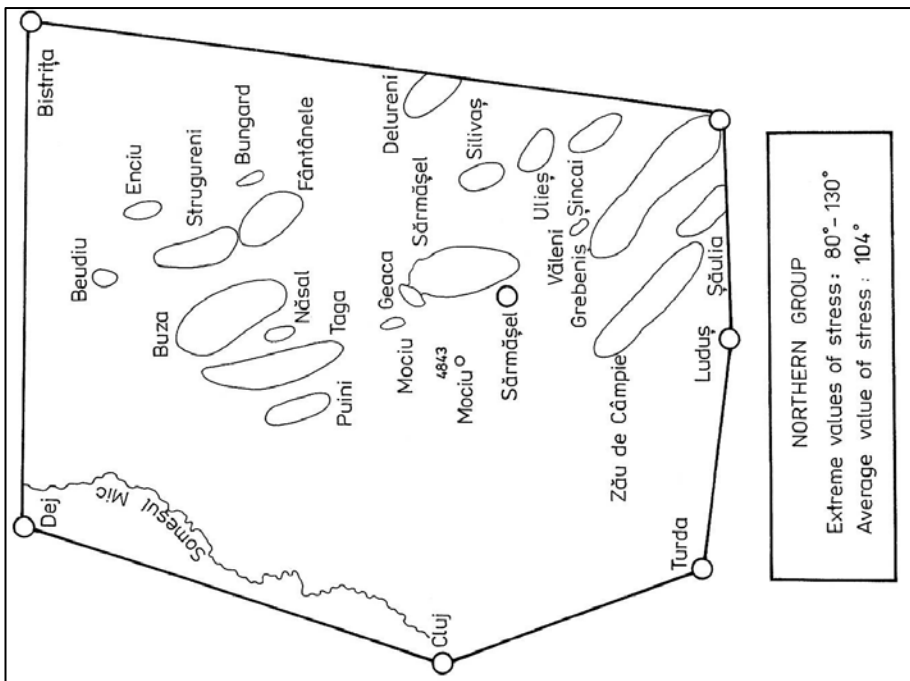 Bistrița
Enciu
Bungard
Beudiu
Strugureni
Fântânele
Buza
Năsal
Taga
Puini
Dej
Someșul Mic
Cluj
Delureni
Silivaș
Sărmășel
Geaca
Mociu
4843
Mociu
Sărmășel
Ulieș
Șincai
Văleni
Grebeniș
Zău de Câmpie
Șăulia
Luduș
Turda
NORTHERN GROUP
Extreme values of stress : 80°- 130°
Average value of stress : 104°